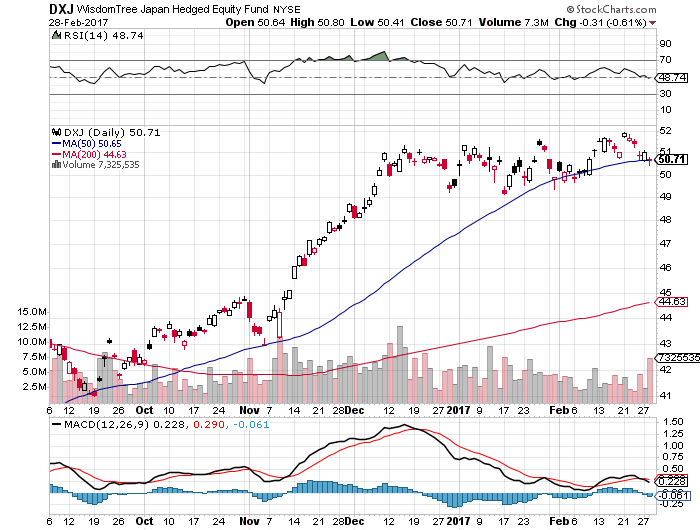 DXJ WisdomTree Japan Hedged Equity Fund NYSE © StockCharts.com
28-Feb-2017 Open 50.64 High 50.80 Low 50.41 Close 50.71 Volume 7.3M Chg -0.31 (-0.61%)
RSI(14) 48.74
90
70
50
48.74
30
10
DXJ (Daily) 50.71
MA(50) 50.65
MA(200) 44.63
Volume 7,325,535
52
51
50.71
50
49
48
47
46
45
44.63
44
43
42
41
15.0M
12.5M
10.0M
7.5M
5.0M
2.5M
7325535
6 12 19 26 Oct 10 17 24 Nov 7 14 21 28 Dec 12 19 27 2017 9 17 23 Feb 6 13 21 27
MACD(12,26,9) 0.228, 0.290, -0.061
1.50
1.25
1.00
0.75
0.50
0.228
-0.061
-0.25
6 12 19 26 Oct 10 17 24 Nov 7 14 21 28 Dec 12 19 27 2017 9 17 23 Feb 6 13 21 27